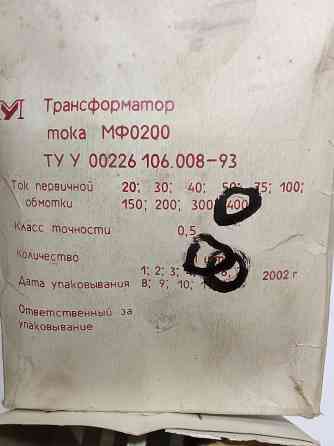 Трансформатор
тока МФ0200
ТУ У 00226 106.008-93
Ток первичной 20; 30; 40; 50; 75; 100;
обмотки 150; 200; 300; 400
Класс точности 0,5
Количество
1; 2; 3;
Дата упаковывания 8; 9; 10; 2002 г
Ответственный за
упаковывание